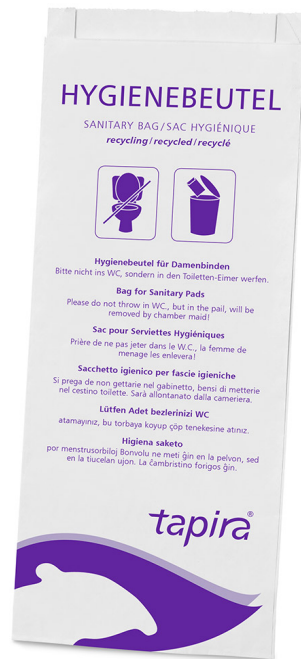 HYGIENEBEUTEL
SANITARY BAG/SAC HYGIÉNIQUE
recycling/recycled/recyclé
Hygienebeutel für Damenbinden
Bitte nicht ins WC, sondern in den Toiletten-Eimer werfen.
Bag for Sanitary Pads
Please do not throw in WC., but in the pail, will be
removed by chamber maid!
Sac pour Serviettes Hygiéniques
Prière de ne pas jeter dans le W.C., la femme de
menage les enlevera!
Sacchetto igienico per fascie igieniche
Si prega de non gettarie nel gabinetto, bensi di metterie
nel cestino toilette. Sarà allontanato dalla cameriera.
Lütfen Adet bezlerinizi WC
atamayınız, bu torbaya koyup çöp tenekesine atınız.
Higiena saketo
por menstrusorbiloj Bonvolu ne meti ĝin en la pelvon, sed
en la tiucelan ujon. La ĉambristino forigos ĝin.
tapira®